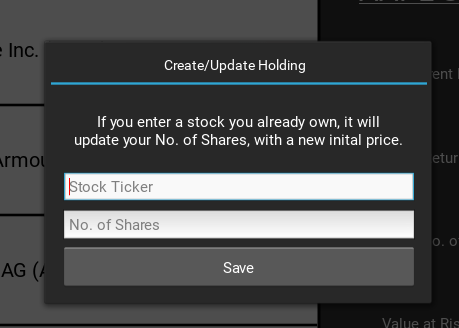 e Inc.
Create/Update Holding
ent
If you enter a stock you already own, it will
update your No. of Shares, with a new inital price.
Armou
etur
Stock Ticker
No. of Shares
o. o
AG (A
Save
Value at Ris